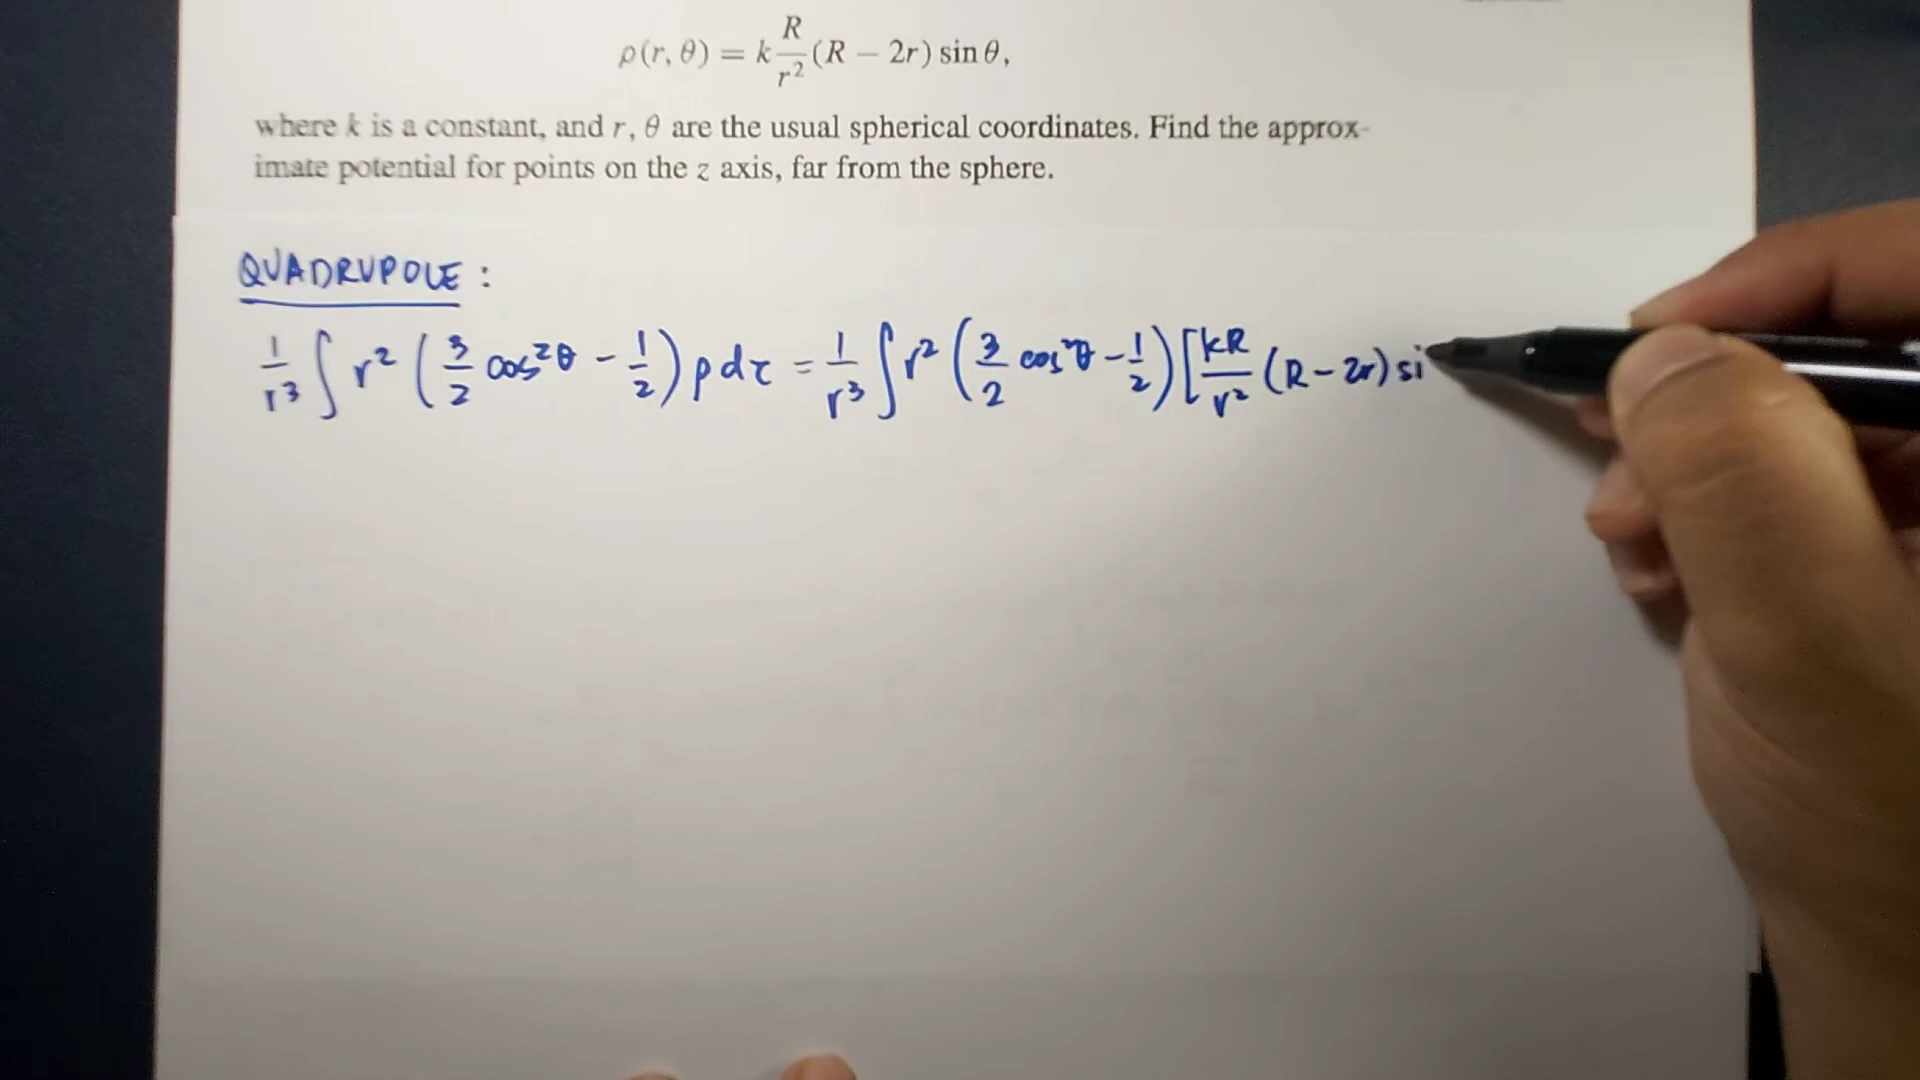 ρ(r, θ) = k R/r² (R − 2r) sin θ,
where k is a constant, and r, θ are the usual spherical coordinates. Find the approx-
imate potential for points on the z axis, far from the sphere.
QUADRUPOLE :
1/r³ ∫ r² (3/2 cos²θ − 1/2) ρ dτ = 1/r³ ∫ r² (3/2 cos²θ − 1/2) [kR/r² (R − 2r) si